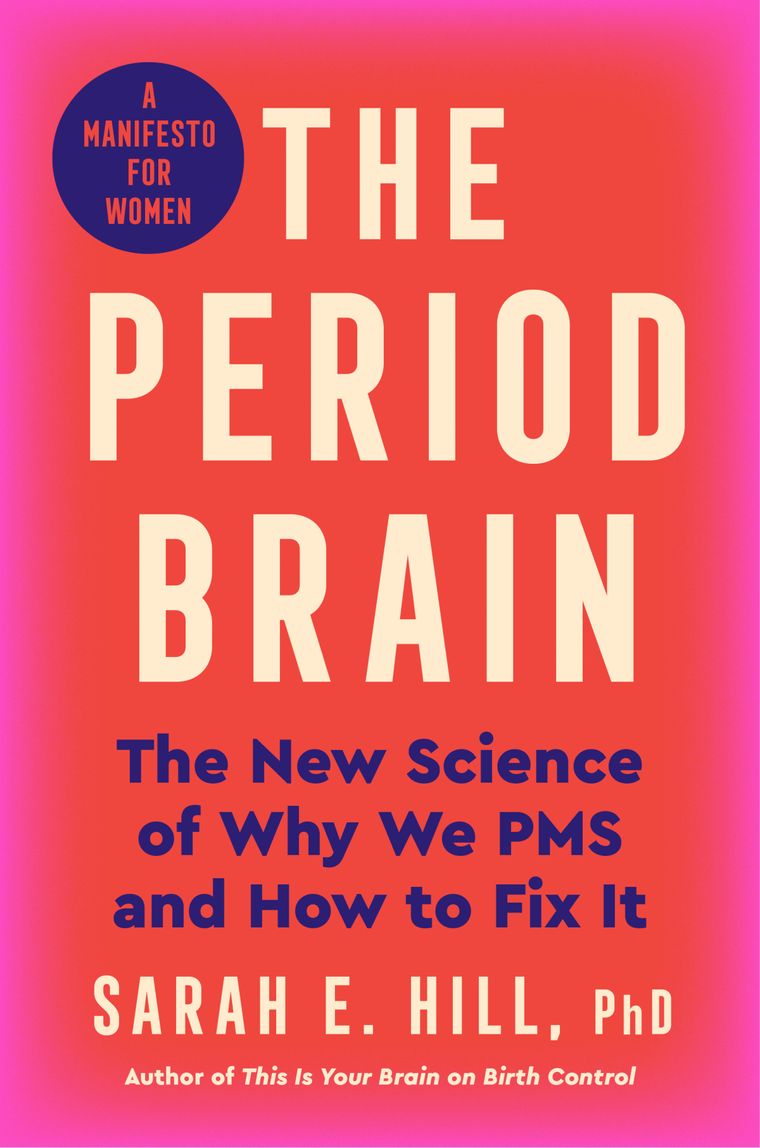 A
MANIFESTO
FOR
WOMEN
THE
PERIOD
BRAIN
The New Science
of Why We PMS
and How to Fix It
SARAH E. HILL, PhD
Author of This Is Your Brain on Birth Control